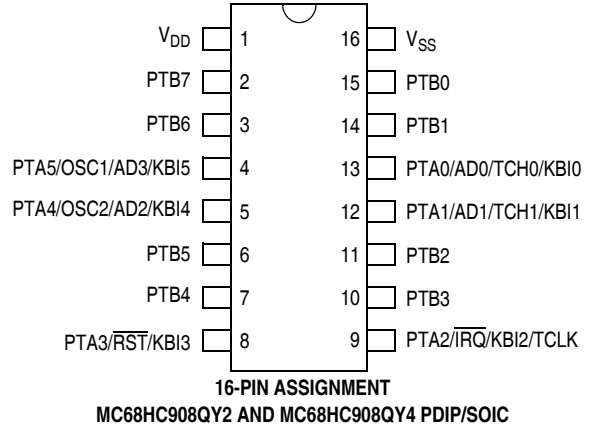 V_DD 1 16 V_SS
PTB7 2 15 PTB0
PTB6 3 14 PTB1
PTA5/OSC1/AD3/KBI5 4 13 PTA0/AD0/TCH0/KBI0
PTA4/OSC2/AD2/KBI4 5 12 PTA1/AD1/TCH1/KBI1
PTB5 6 11 PTB2
PTB4 7 10 PTB3
PTA3/R̅S̅T̅/KBI3 8 9 PTA2/I̅R̅Q̅/KBI2/TCLK
16-PIN ASSIGNMENT
MC68HC908QY2 AND MC68HC908QY4 PDIP/SOIC